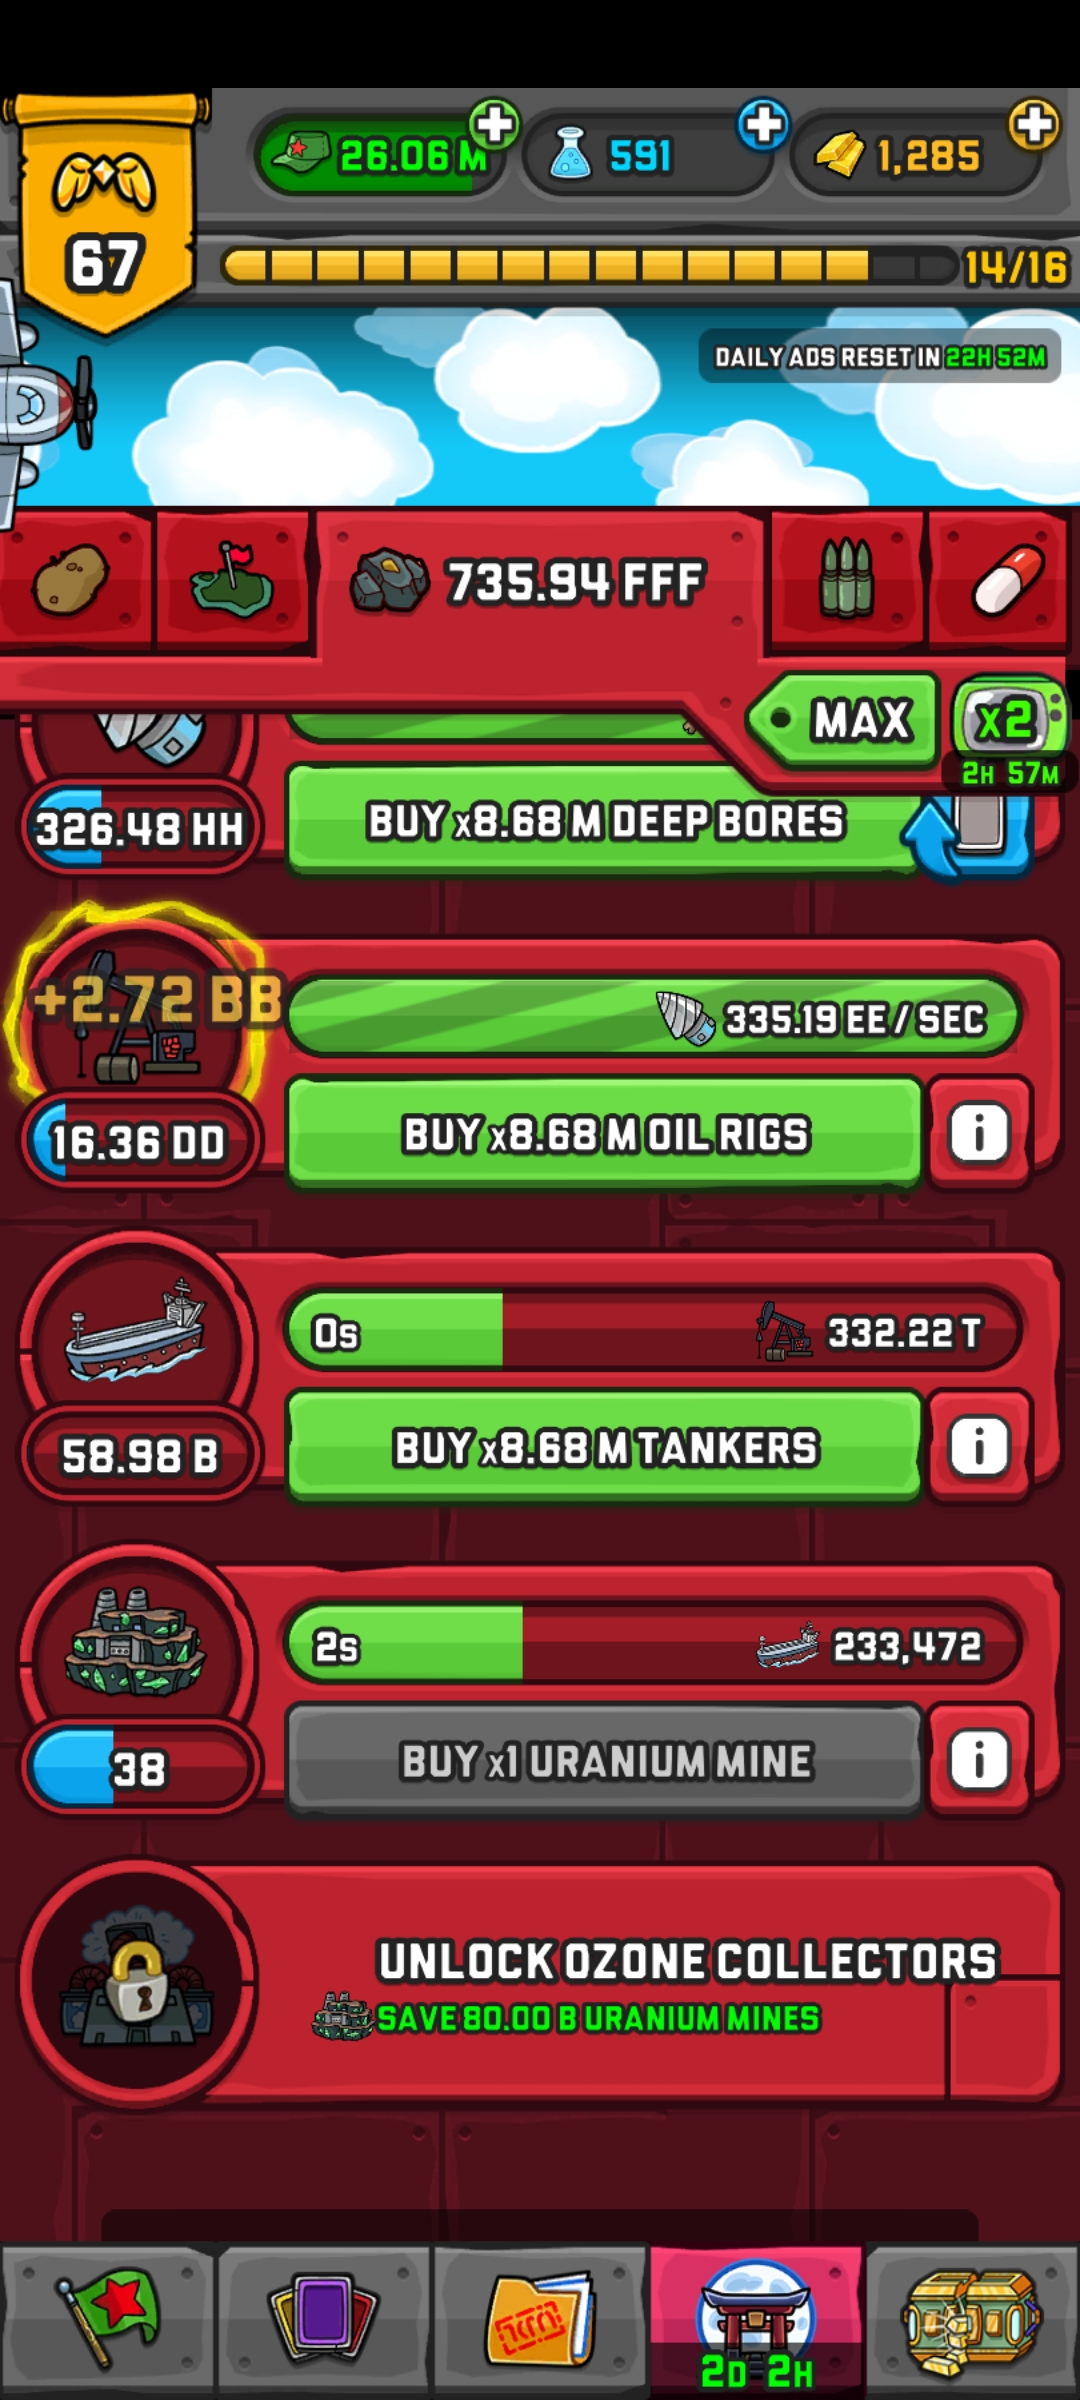 26.06 M
591
1,285
67
14/16
DAILY ADS RESET IN 22H 52M
735.94 FFF
MAX
x2
2H 57M
326.48 HH
BUY x8.68 M DEEP BORES
+2.72 BB
335.19 EE / SEC
16.36 DD
BUY x8.68 M OIL RIGS
i
0s
332.22 T
58.98 B
BUY x8.68 M TANKERS
i
2s
233,472
38
BUY x1 URANIUM MINE
i
UNLOCK OZONE COLLECTORS
SAVE 80.00 B URANIUM MINES
2D 2H